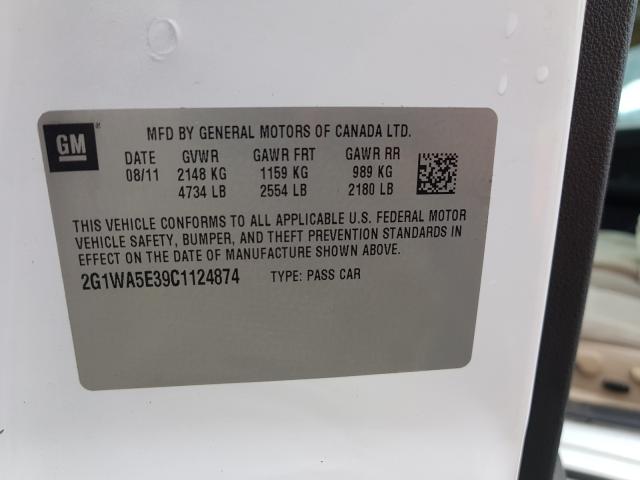 GM
MFD BY GENERAL MOTORS OF CANADA LTD.
DATE GVWR GAWR FRT GAWR RR
08/11 2148 KG 1159 KG 989 KG
4734 LB 2554 LB 2180 LB
THIS VEHICLE CONFORMS TO ALL APPLICABLE U.S. FEDERAL MOTOR
VEHICLE SAFETY, BUMPER, AND THEFT PREVENTION STANDARDS IN
EFFECT ON THE DATE OF MANUFACTURE SHOWN ABOVE.
2G1WA5E39C1124874 TYPE: PASS CAR